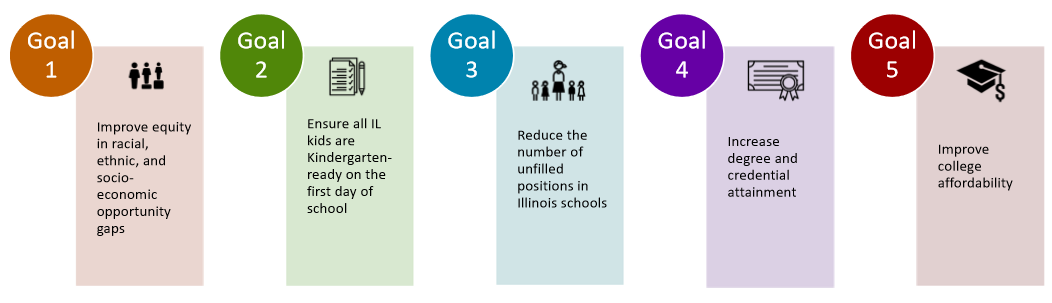 Goal
1
Improve equity
in racial,
ethnic, and
socio-
economic
opportunity
gaps
Goal
2
Ensure all IL
kids are
Kindergarten-
ready on the
first day of
school
Goal
3
Reduce the
number of
unfilled
positions in
Illinois schools
Goal
4
Increase
degree and
credential
attainment
Goal
5
$
Improve
college
affordability